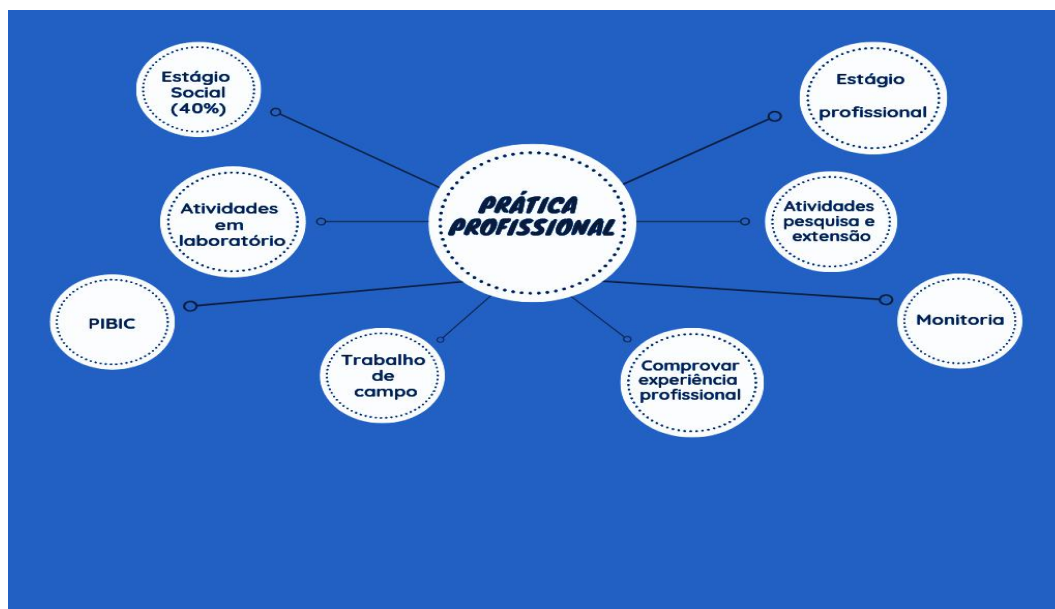 Estágio
Social
(40%)
Estágio
profissional
PRÁTICA
PROFISSIONAL
Atividades
em
laboratório
Atividades
pesquisa e
extensão
PIBIC
Monitoria
Trabalho
de
campo
Comprovar
experiência
profissional